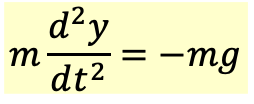 m d²y/dt² = −mg